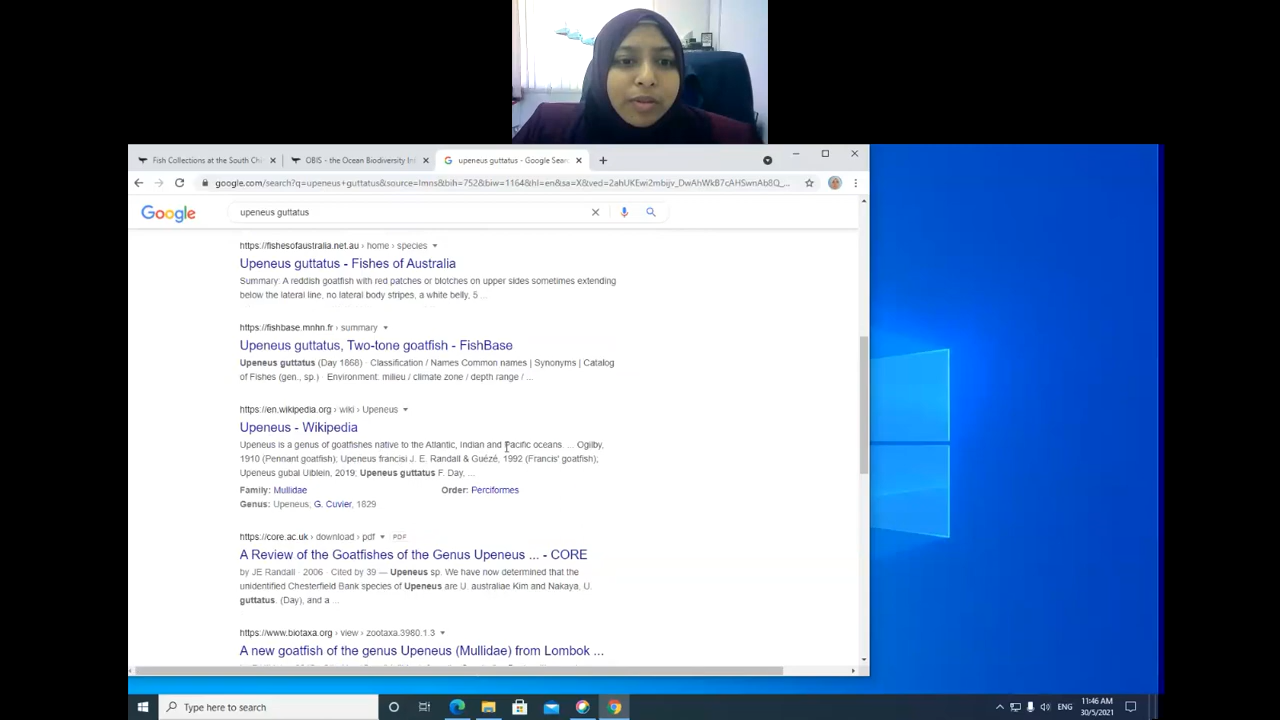 Fish Collections at the South Chi
OBIS - the Ocean Biodiversity In
upeneus guttatus - Google Searc
google.com/search?q=upeneus+guttatus&source=lmns&bih=752&biw=1164&hl=en&sa=X&ved=2ahUKEwi2mbijv_DwAhWkB7cAHSwnAb8Q_...
Google
upeneus guttatus
https://fishesofaustralia.net.au › home › species
Upeneus guttatus - Fishes of Australia
Summary: A reddish goatfish with red patches or blotches on upper sides sometimes extending
below the lateral line, no lateral body stripes, a white belly, 5 ...
https://fishbase.mnhn.fr › summary
Upeneus guttatus, Two-tone goatfish - FishBase
Upeneus guttatus (Day 1868) · Classification / Names Common names | Synonyms | Catalog
of Fishes (gen., sp.) · Environment: milieu / climate zone / depth range / ...
https://en.wikipedia.org › wiki › Upeneus
Upeneus - Wikipedia
Upeneus is a genus of goatfishes native to the Atlantic, Indian and Pacific oceans. ... Ogilby,
1910 (Pennant goatfish); Upeneus francisi J. E. Randall & Guézé, 1992 (Francis' goatfish);
Upeneus gubal Uiblein, 2019; Upeneus guttatus F. Day, ...
Family: Mullidae
Order: Perciformes
Genus: Upeneus; G. Cuvier, 1829
https://core.ac.uk › download › pdf PDF
A Review of the Goatfishes of the Genus Upeneus ... - CORE
by JE Randall · 2006 · Cited by 39 — Upeneus sp. We have now determined that the
unidentified Chesterfield Bank species of Upeneus are U. australiae Kim and Nakaya, U.
guttatus. (Day), and a ...
https://www.biotaxa.org › view › zootaxa.3980.1.3
A new goatfish of the genus Upeneus (Mullidae) from Lombok ...
Type here to search
ENG
11:46 AM
30/5/2021